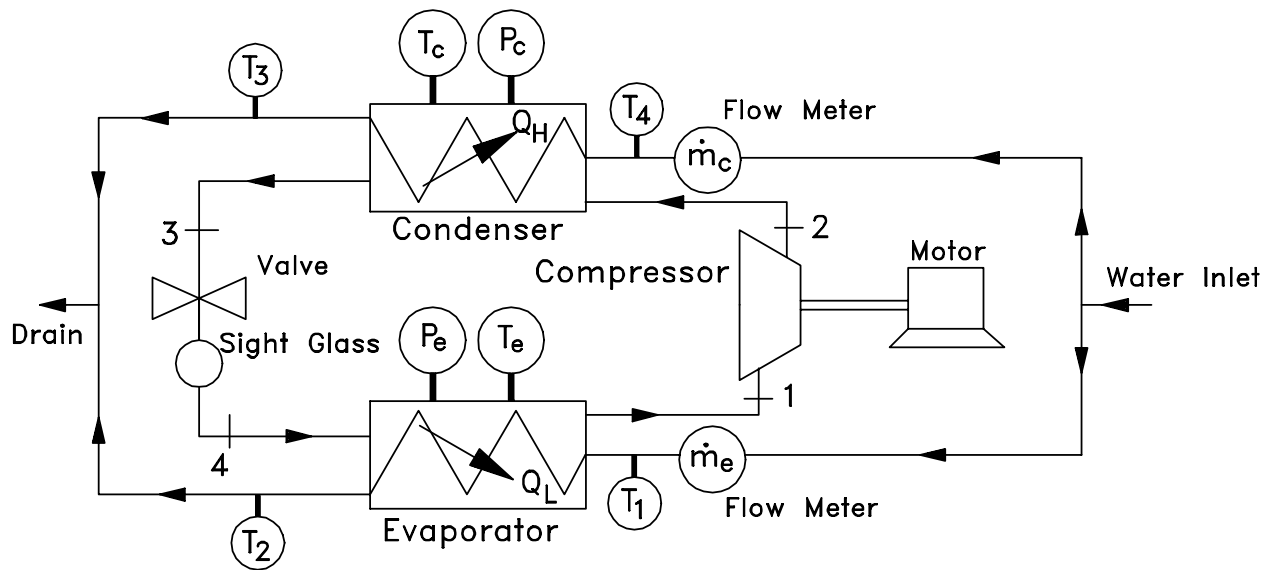 Tc
Pc
T3
T4
Flow Meter
QH
ṁc
3
Condenser
2
Valve
Compressor
Motor
Water Inlet
Drain
Sight Glass
Pe
Te
1
4
QL
ṁe
T1
Flow Meter
Evaporator
T2